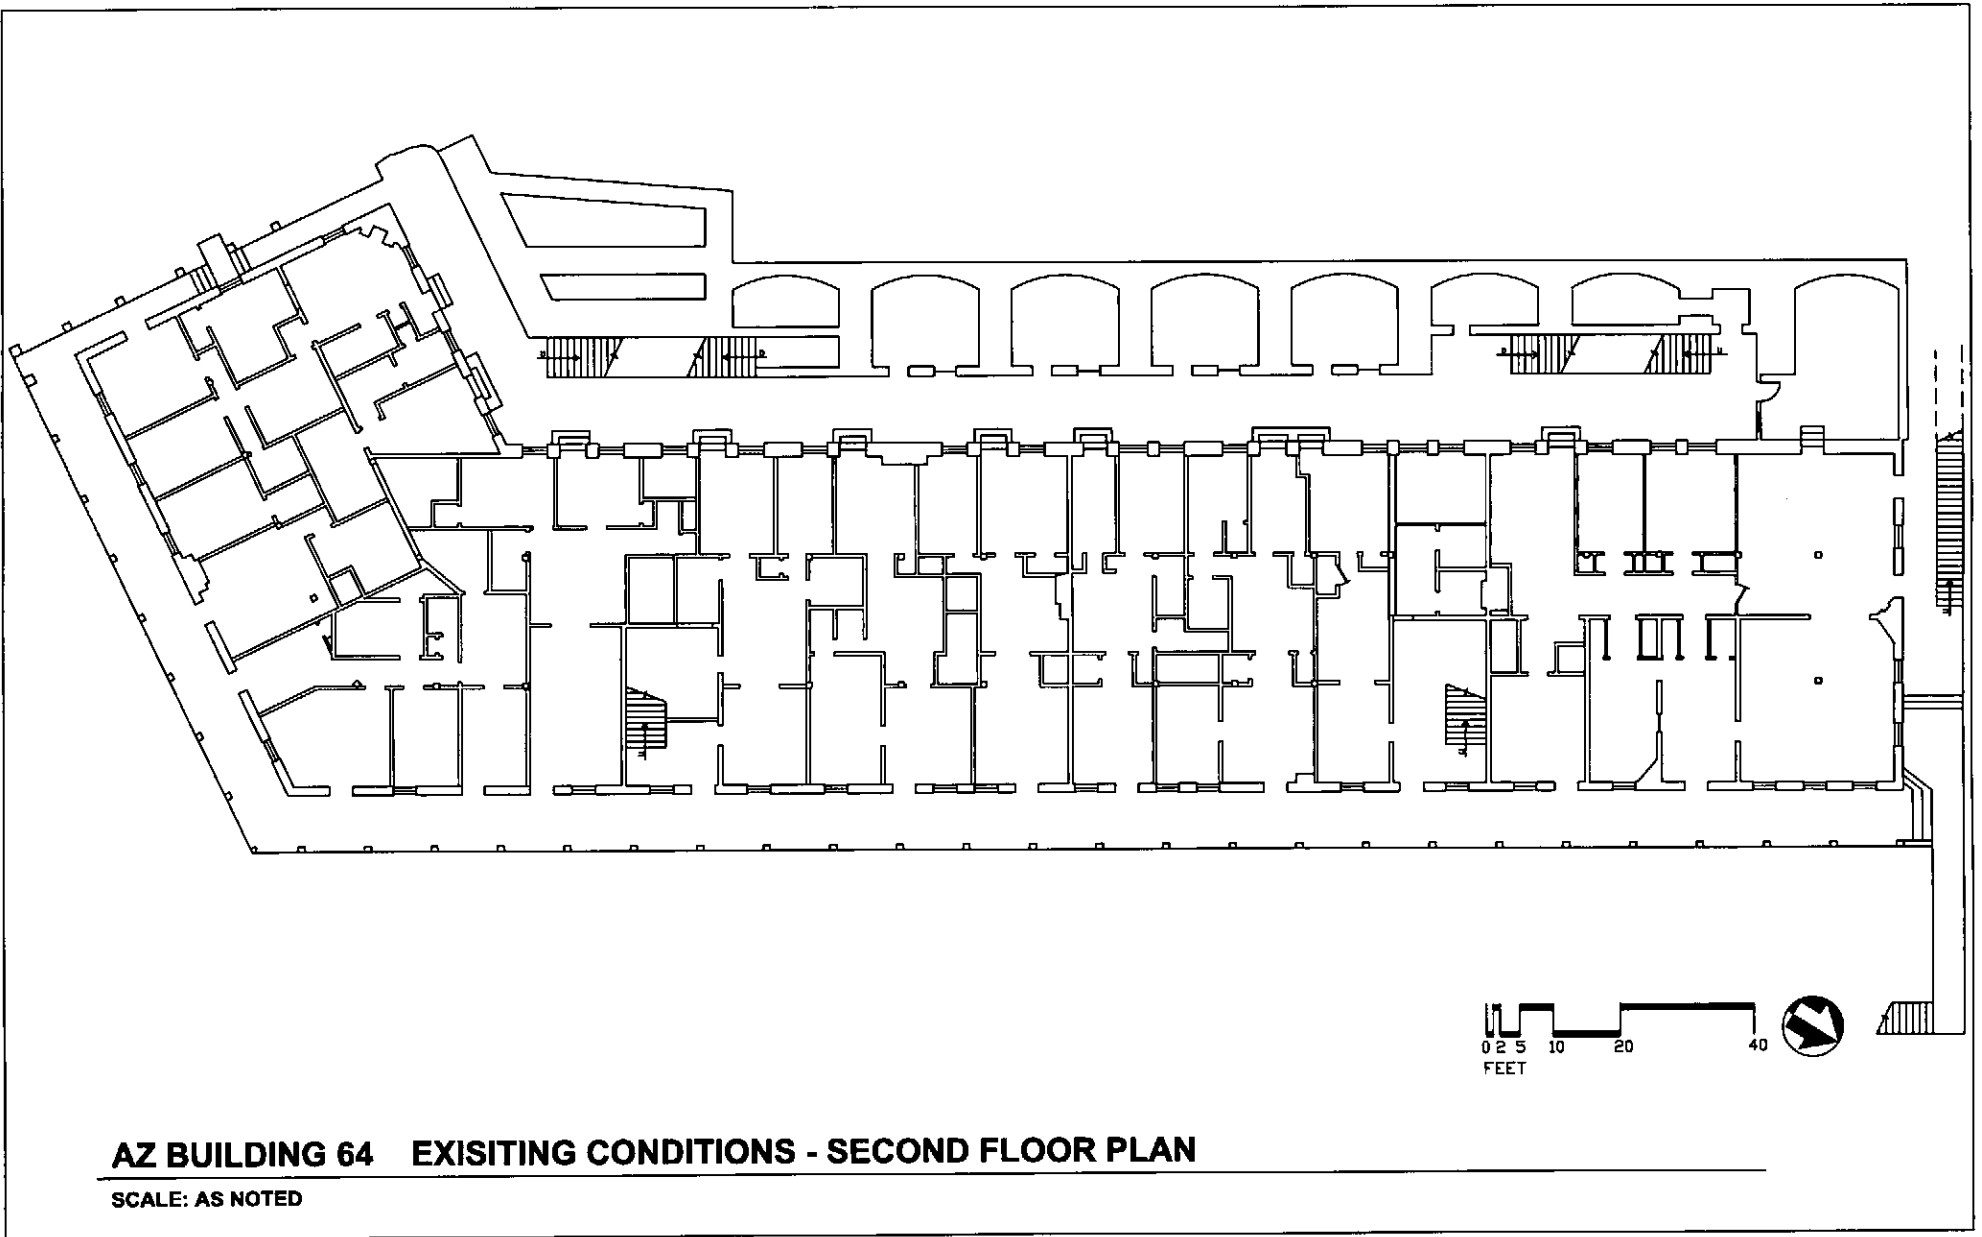 0 2 5 10 20 40
FEET
AZ BUILDING 64 EXISITING CONDITIONS - SECOND FLOOR PLAN
SCALE: AS NOTED